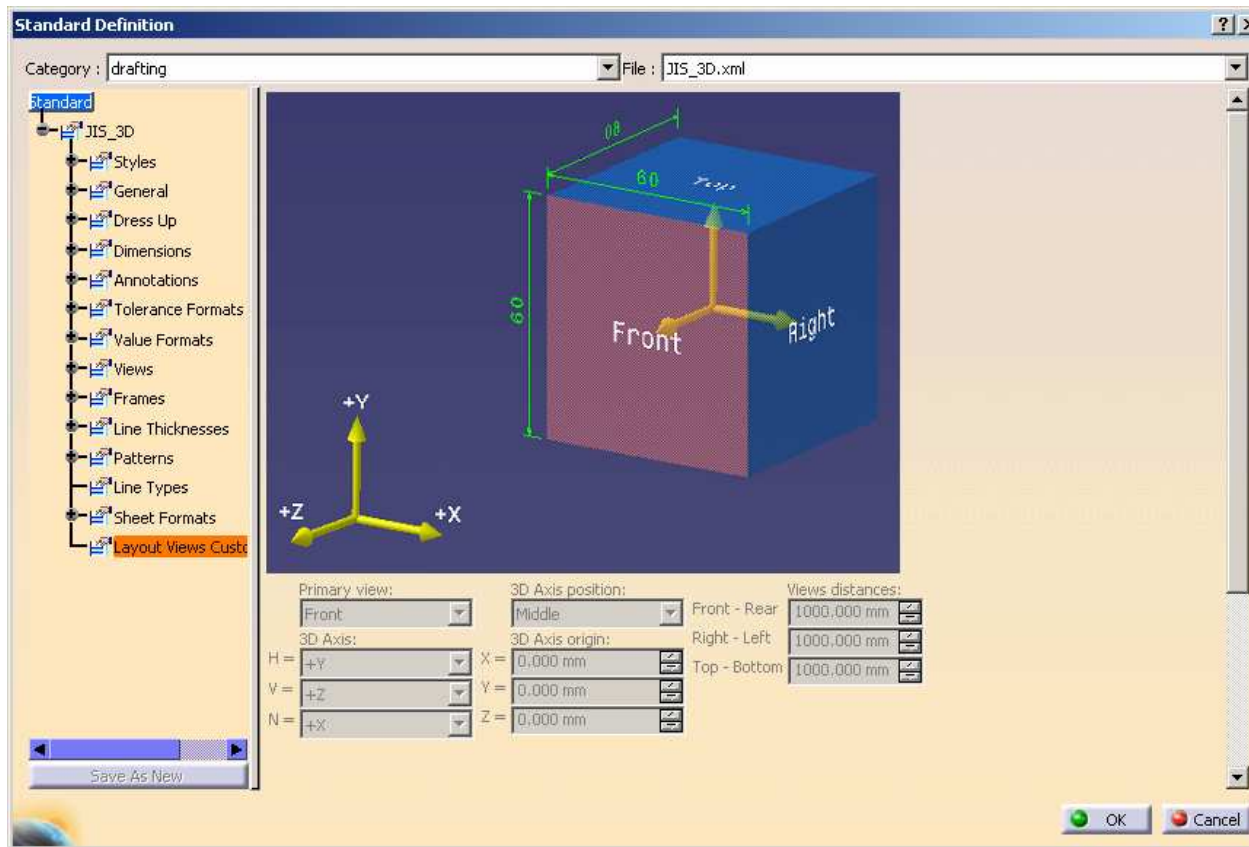 Standard Definition
Category : drafting File : JIS_3D.xml
Standard
JIS_3D
Styles
General
Dress Up
Dimensions
Annotations
Tolerance Formats
Value Formats
Views
Frames
Line Thicknesses
Patterns
Line Types
Sheet Formats
Layout Views Custo
Save As New
80
60
Top
60
Front
Right
+Y
+Z
+X
Primary view: 3D Axis position: Views distances:
Front Middle Front - Rear 1000.000 mm
3D Axis: 3D Axis origin: Right - Left 1000.000 mm
H = +Y X = 0.000 mm Top - Bottom 1000.000 mm
V = +Z Y = 0.000 mm
N = +X Z = 0.000 mm
OK Cancel